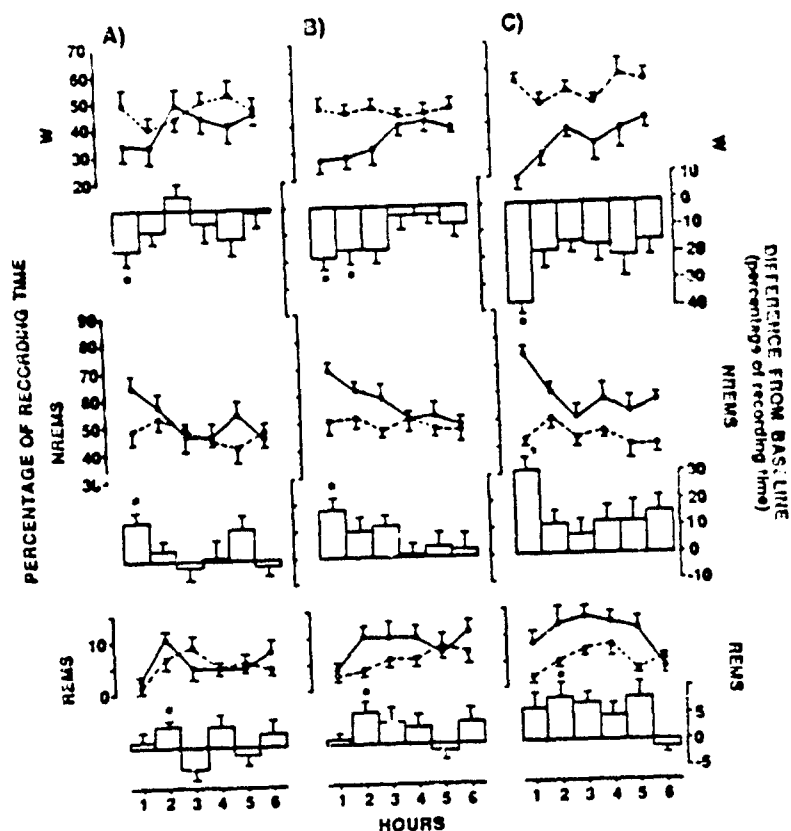 A)
B)
C)
70
60
50
40
30
20
W
W
10
0
-10
-20
-30
-40
PERCENTAGE OF RECORDING TIME
DIFFERENCE FROM BASELINE
(percentage of recording time)
90
80
70
60
50
40
NREMS
NREMS
30
20
10
0
-10
10
0
REMS
REMS
5
0
-5
1 2 3 4 5 6
1 2 3 4 5 6
1 2 3 4 5 6
HOURS